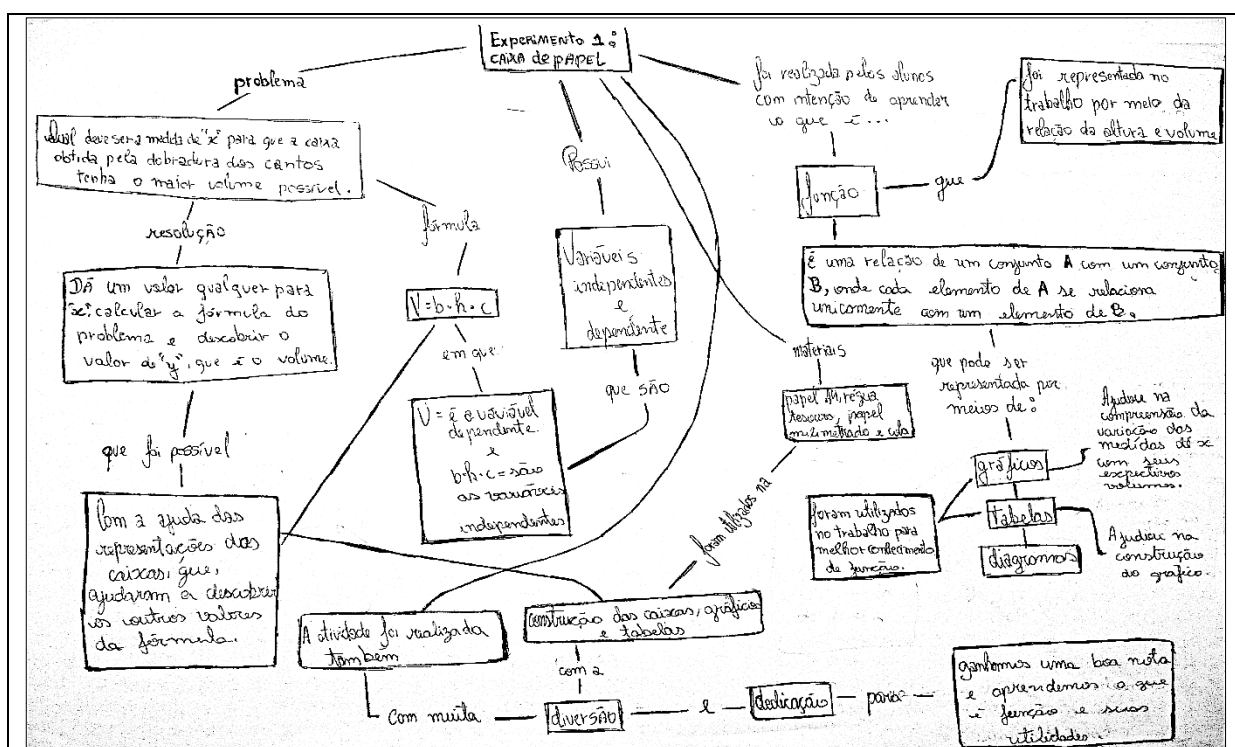 Experimento 1:
CAIXA DE PAPEL
problema
Qual deve ser a medida de "x" para que a caixa
obtida pela dobradura dos cantos
tenha o maior volume possível.
resolução
DÁ um valor qualquer para
"x", calcular a fórmula do
problema e descobrir o
valor de "y", que é o volume.
que foi possível
Com a ajuda das
representações das
caixas, que,
ajudaram a descobrir
os outros valores
da fórmula.
fórmula
V=b·h·c
em que
V = é a variável
dependente.
e
b·h·c = são
as variáveis
independentes
Possui
Variáveis
independentes
e
dependente
que são
materiais
papel A4, régua
tesoura, papel
milimetrado e cola
foram utilizados na
construção das caixas, gráficos
e tabelas
com a
A atividade foi realizada
também
com muita
diversão
e
dedicação
para
ganhamos uma boa nota
e aprendemos o que
é função e suas
utilidades.
foi realizada pelos alunos
com intenção de aprender
o que é...
função
que
foi representada no
trabalho por meio da
relação da altura e volume
é uma relação de um conjunto A com um conjunto
B, onde cada elemento de A se relaciona
unicamente com um elemento de B.
que pode ser
representada por
meios de:
gráficos
tabelas
diagramas
Ajudou na
compreensão da
variação das
medidas de x
com seus
expectivos
volumes.
Ajudou na
construção
do gráfico.
foram utilizados
no trabalho para
melhor conhecimento
de função.